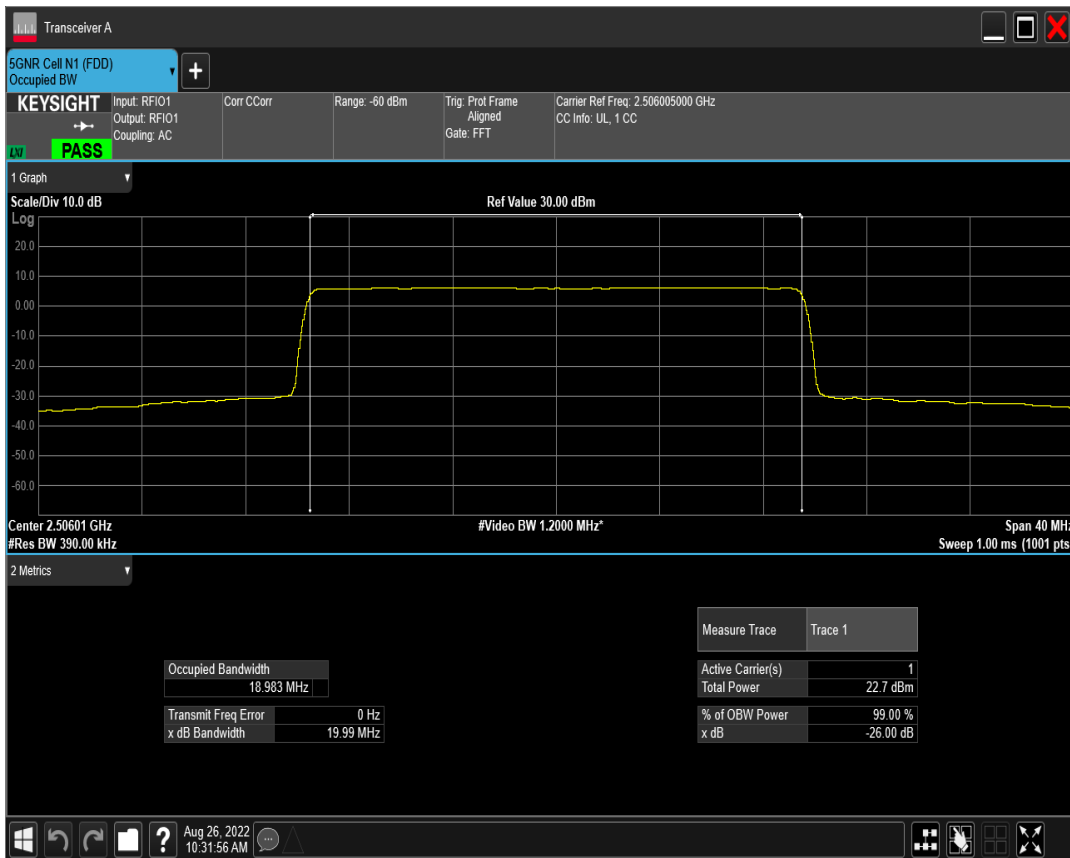 Transceiver A
5GNR Cell N1 (FDD)
Occupied BW
+
KEYSIGHT
LXI
PASS
Input: RFIO1
Output: RFIO1
Coupling: AC
Corr CCorr
Range: -60 dBm
Trig: Prot Frame
Aligned
Gate: FFT
Carrier Ref Freq: 2.506005000 GHz
CC Info: UL, 1 CC
1 Graph
Scale/Div 10.0 dB
Ref Value 30.00 dBm
Log
20.0
10.0
0.00
-10.0
-20.0
-30.0
-40.0
-50.0
-60.0
Center 2.50601 GHz
#Video BW 1.2000 MHz*
Span 40 MHz
#Res BW 390.00 kHz
Sweep 1.00 ms (1001 pts
2 Metrics
Measure Trace Trace 1
Occupied Bandwidth
18.983 MHz
Active Carrier(s) 1
Total Power 22.7 dBm
Transmit Freq Error 0 Hz
x dB Bandwidth 19.99 MHz
% of OBW Power 99.00 %
x dB -26.00 dB
?
Aug 26, 2022
10:31:56 AM